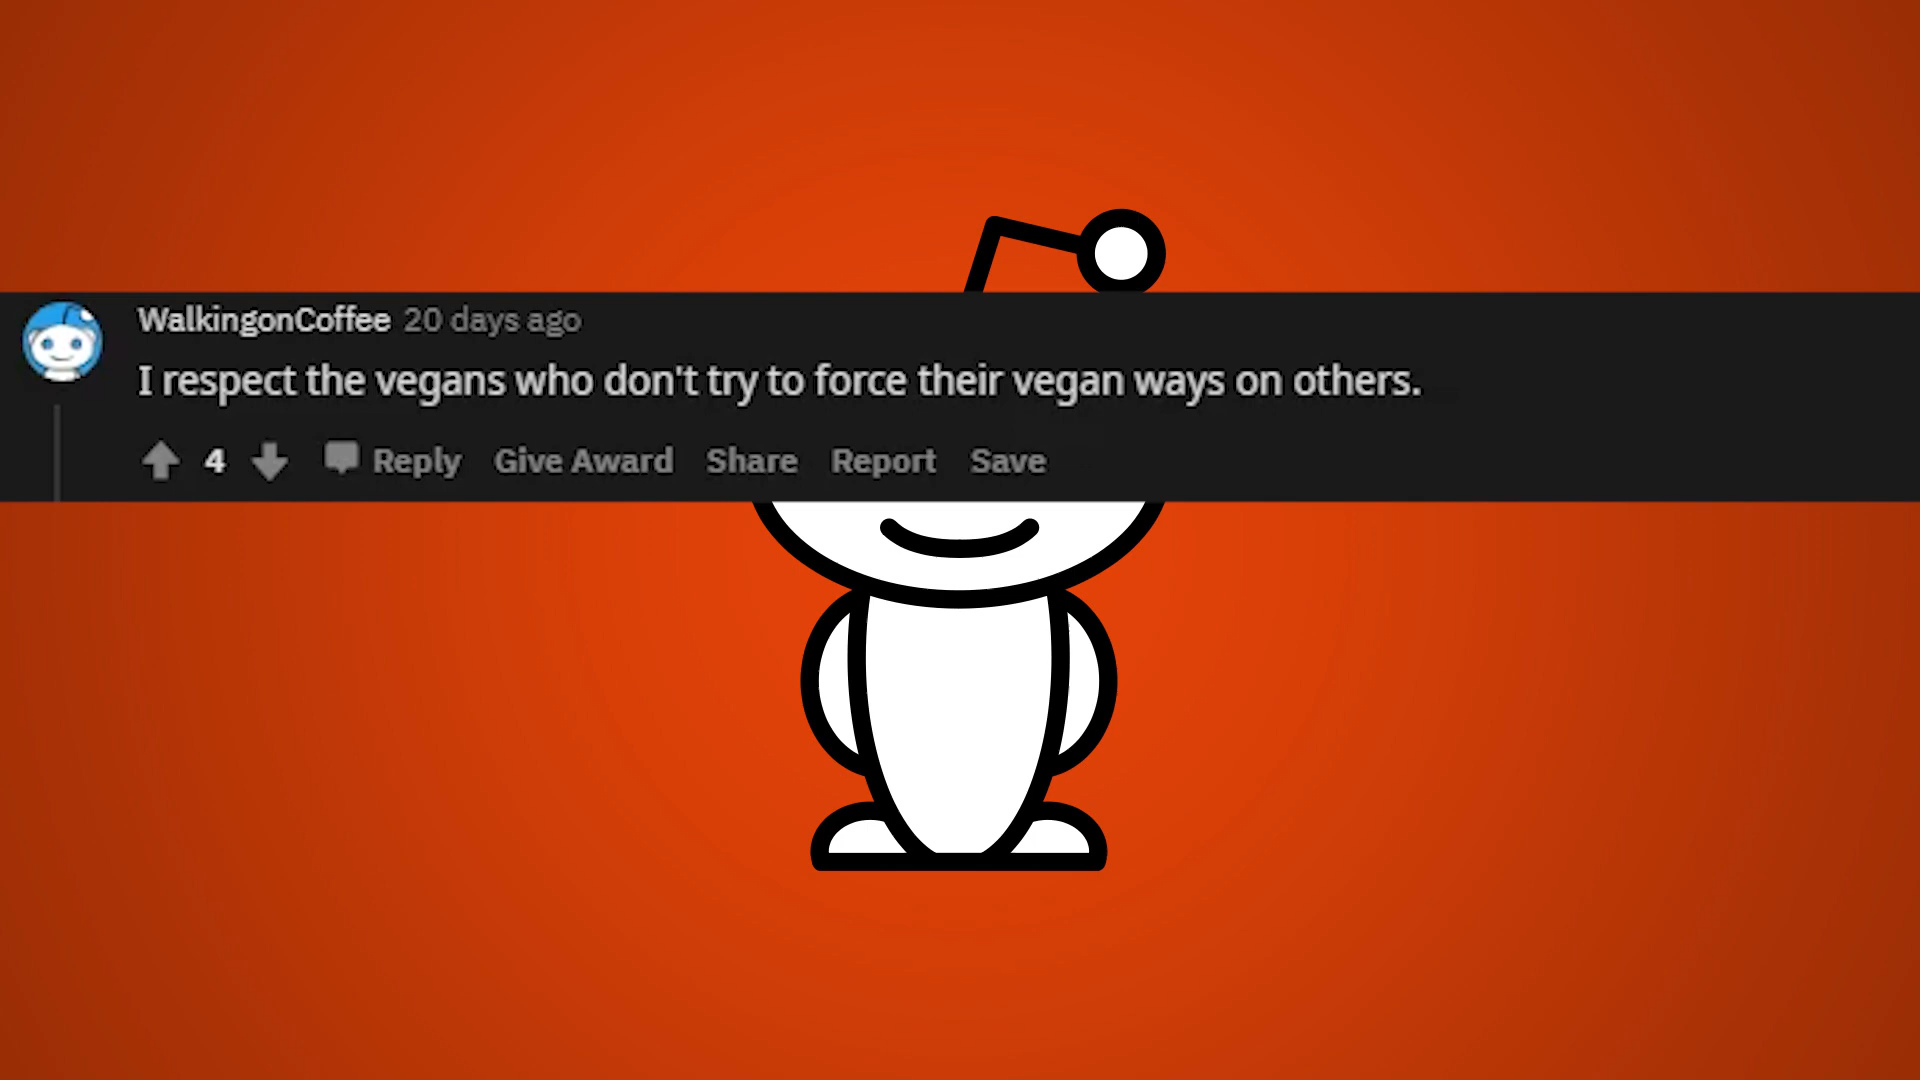 WalkingonCoffee 20 days ago
I respect the vegans who don't try to force their vegan ways on others.
4 Reply Give Award Share Report Save